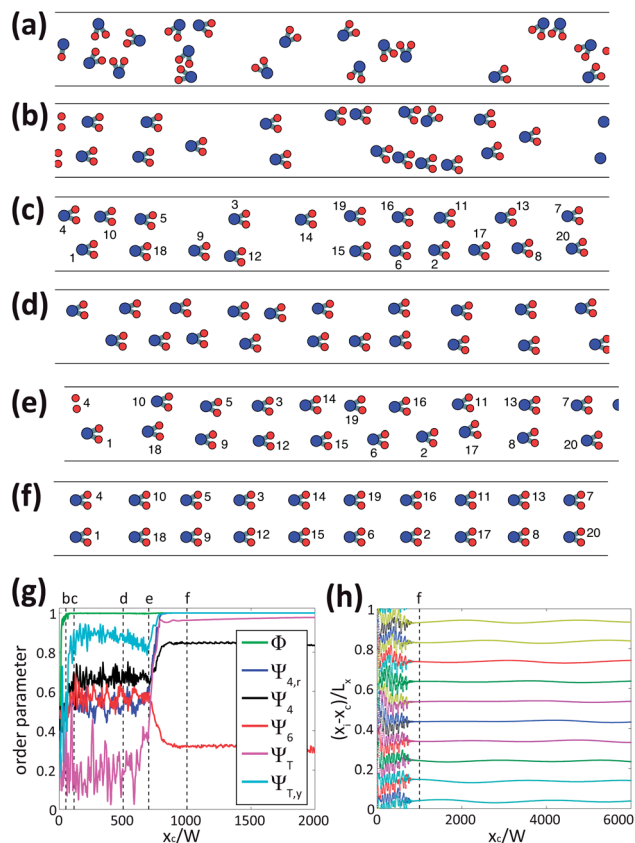 (a)
(b)
(c)
4 10 5 3 14 19 16 11 13 7
1 18 9 12 15 6 2 17 8 20
(d)
(e)
4 10 5 3 14 19 16 11 13 7
1 18 9 12 15 6 2 17 8 20
(f)
4 10 5 3 14 19 16 11 13 7
1 18 9 12 15 6 2 17 8 20
(g)
b c d e f
order parameter
1
0.8
0.6
0.4
0.2
0
0 500 1000 1500 2000
x_c/W
Φ
Ψ_4,r
Ψ_4
Ψ_6
Ψ_T
Ψ_T,y
(h)
f
(x_i-x_c)/L_x
1
0.8
0.6
0.4
0.2
0
0 2000 4000 6000
x_c/W